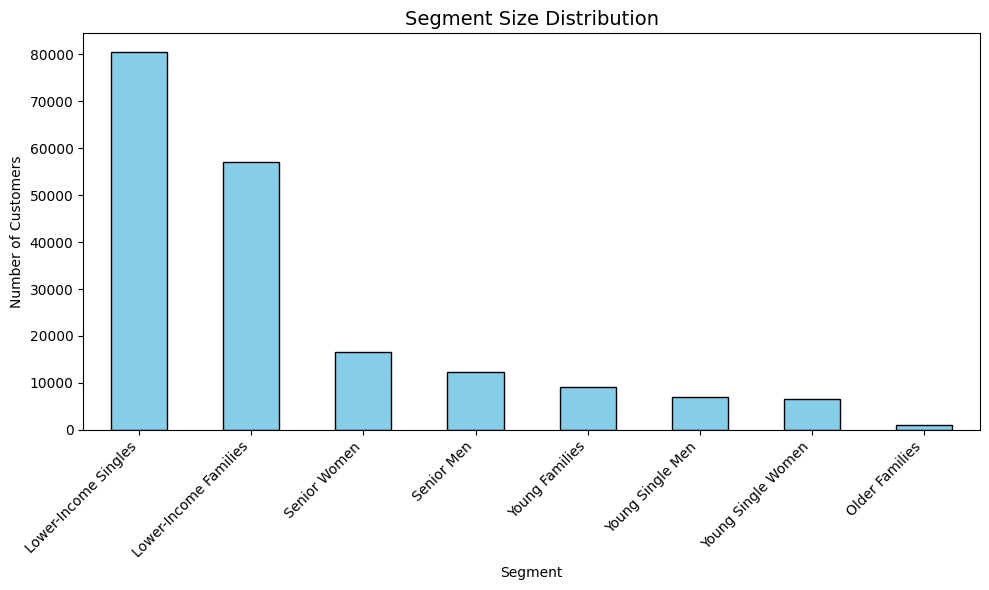 Segment Size Distribution
Number of Customers
80000
70000
60000
50000
40000
30000
20000
10000
0
Lower-Income Singles
Lower-Income Families
Senior Women
Senior Men
Young Families
Young Single Men
Young Single Women
Older Families
Segment